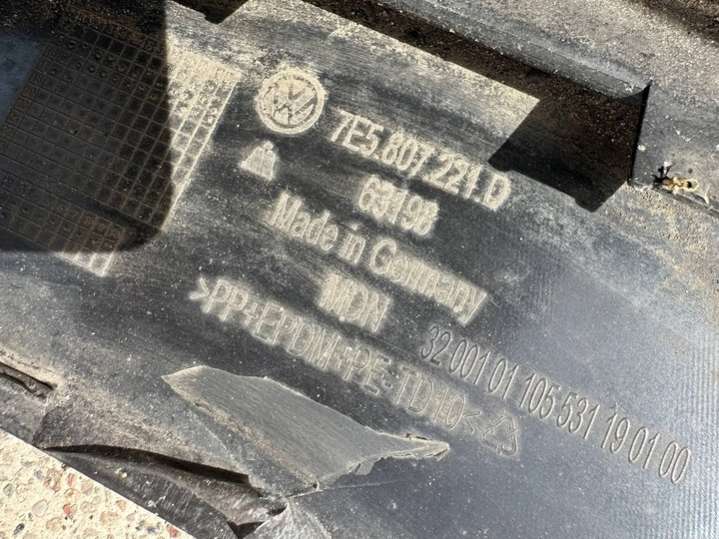 7E5.807.221.D
63198
Made in Germany
MDN
>PP+EPDM+PE-TD10<
32 001 01 105 531 19 01 00